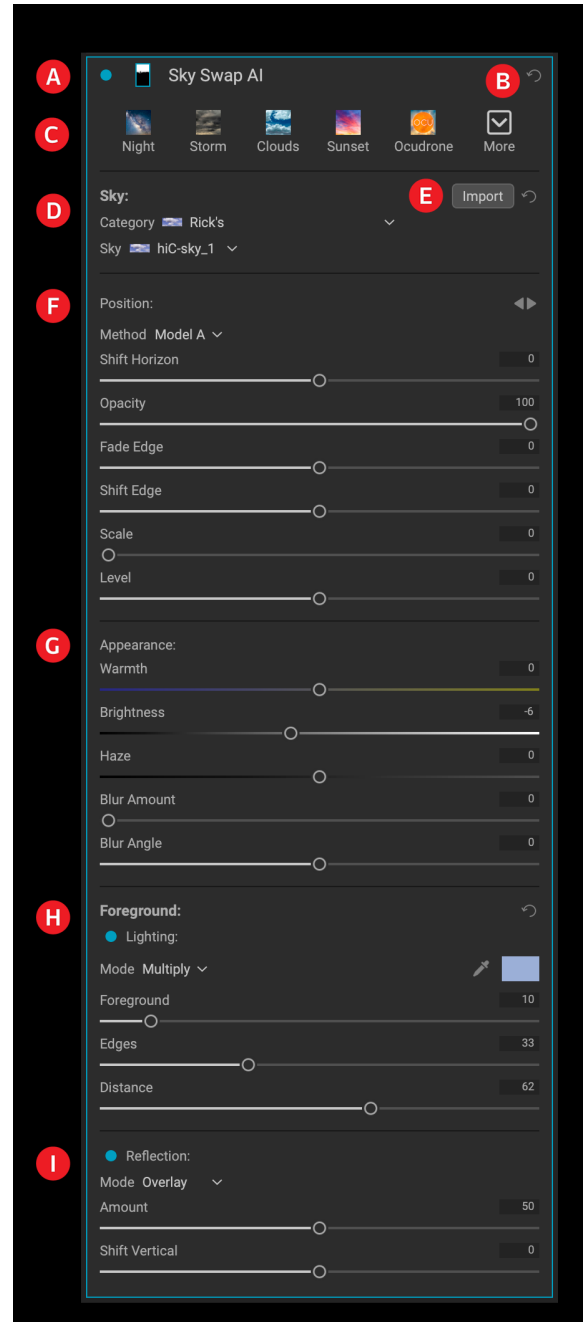 A Sky Swap AI B
C Night Storm Clouds Sunset Ocudrone More
OCU
D Sky: E Import
Category Rick's
Sky hiC-sky_1
F Position:
Method Model A
Shift Horizon 0
Opacity 100
Fade Edge 0
Shift Edge 0
Scale 0
Level 0
G Appearance:
Warmth 0
Brightness -6
Haze 0
Blur Amount 0
Blur Angle 0
H Foreground:
Lighting:
Mode Multiply
Foreground 10
Edges 33
Distance 62
I Reflection:
Mode Overlay
Amount 50
Shift Vertical 0